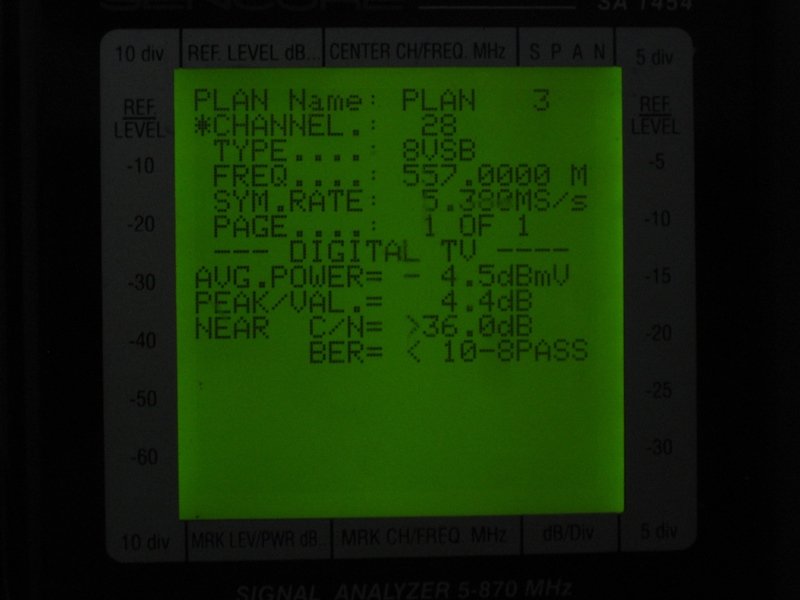 SENCORE
SA 1454
10 div
REF. LEVEL dB...
CENTER CH/FREQ. MHz
S P A N
5 div
REF
LEVEL
-10
-20
-30
-40
-50
-60
PLAN Name: PLAN 3
*CHANNEL.: 28
TYPE....: 8VSB
FREQ....: 557.0000 M
SYM.RATE: 5.380MS/s
PAGE....: 1 OF 1
--- DIGITAL TV ----
AVG.POWER= - 4.5dBmV
PEAK/VAL.= 4.4dB
NEAR C/N= >36.0dB
BER= < 10-8PASS
REF
LEVEL
-5
-10
-15
-20
-25
-30
10 div
MRK LEV/PWR dB...
MRK CH/FREQ. MHz
dB/Div
5 div
SIGNAL ANALYZER 5-870 MHz